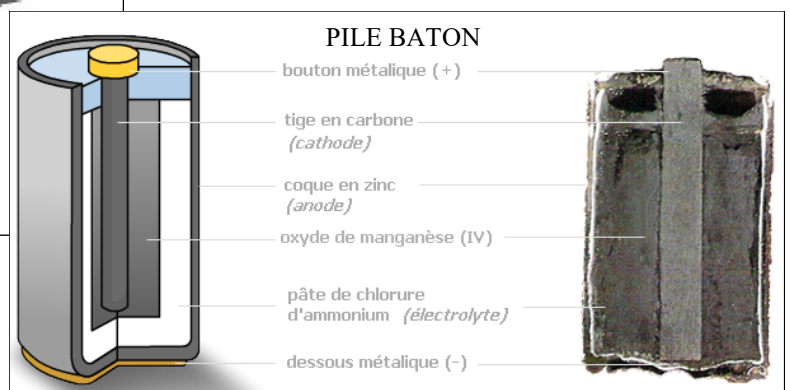 PILE BATON
bouton métalique (+)
tige en carbone
(cathode)
coque en zinc
(anode)
oxyde de manganèse (IV)
pâte de chlorure
d'ammonium (électrolyte)
dessous métalique (-)